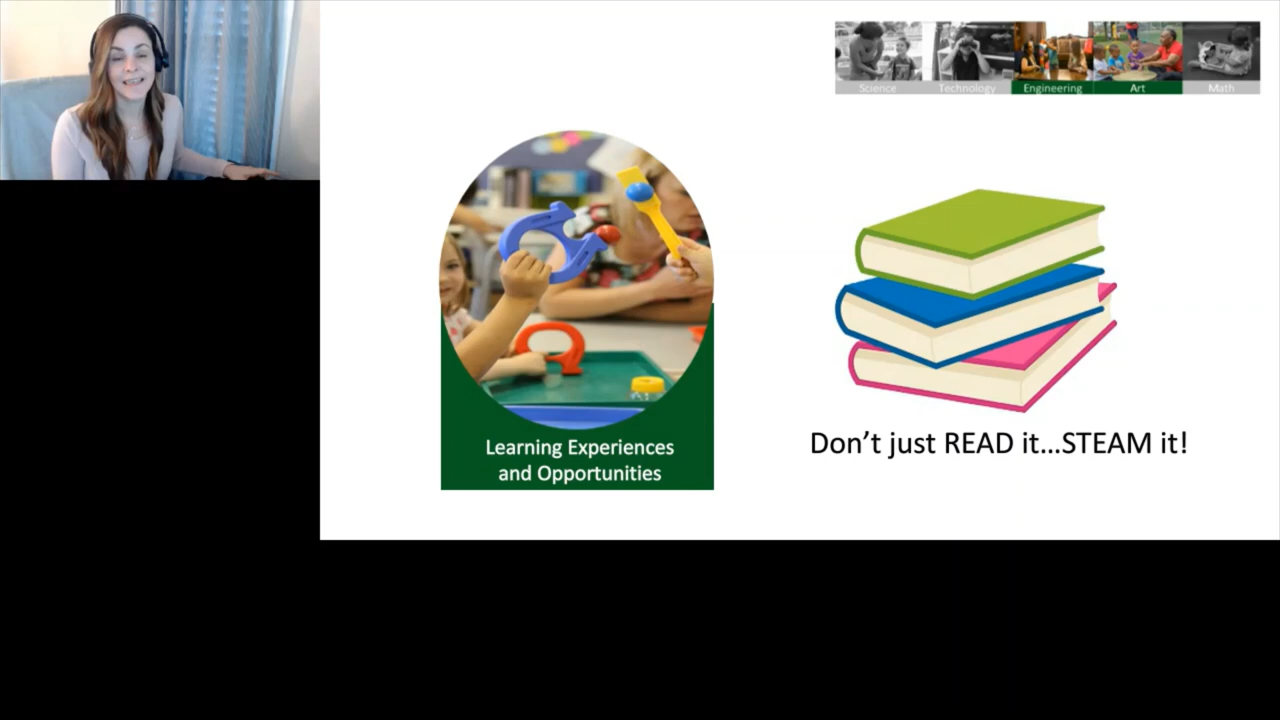 Science Technology Engineering Art Math
Learning Experiences
and Opportunities
Don't just READ it...STEAM it!